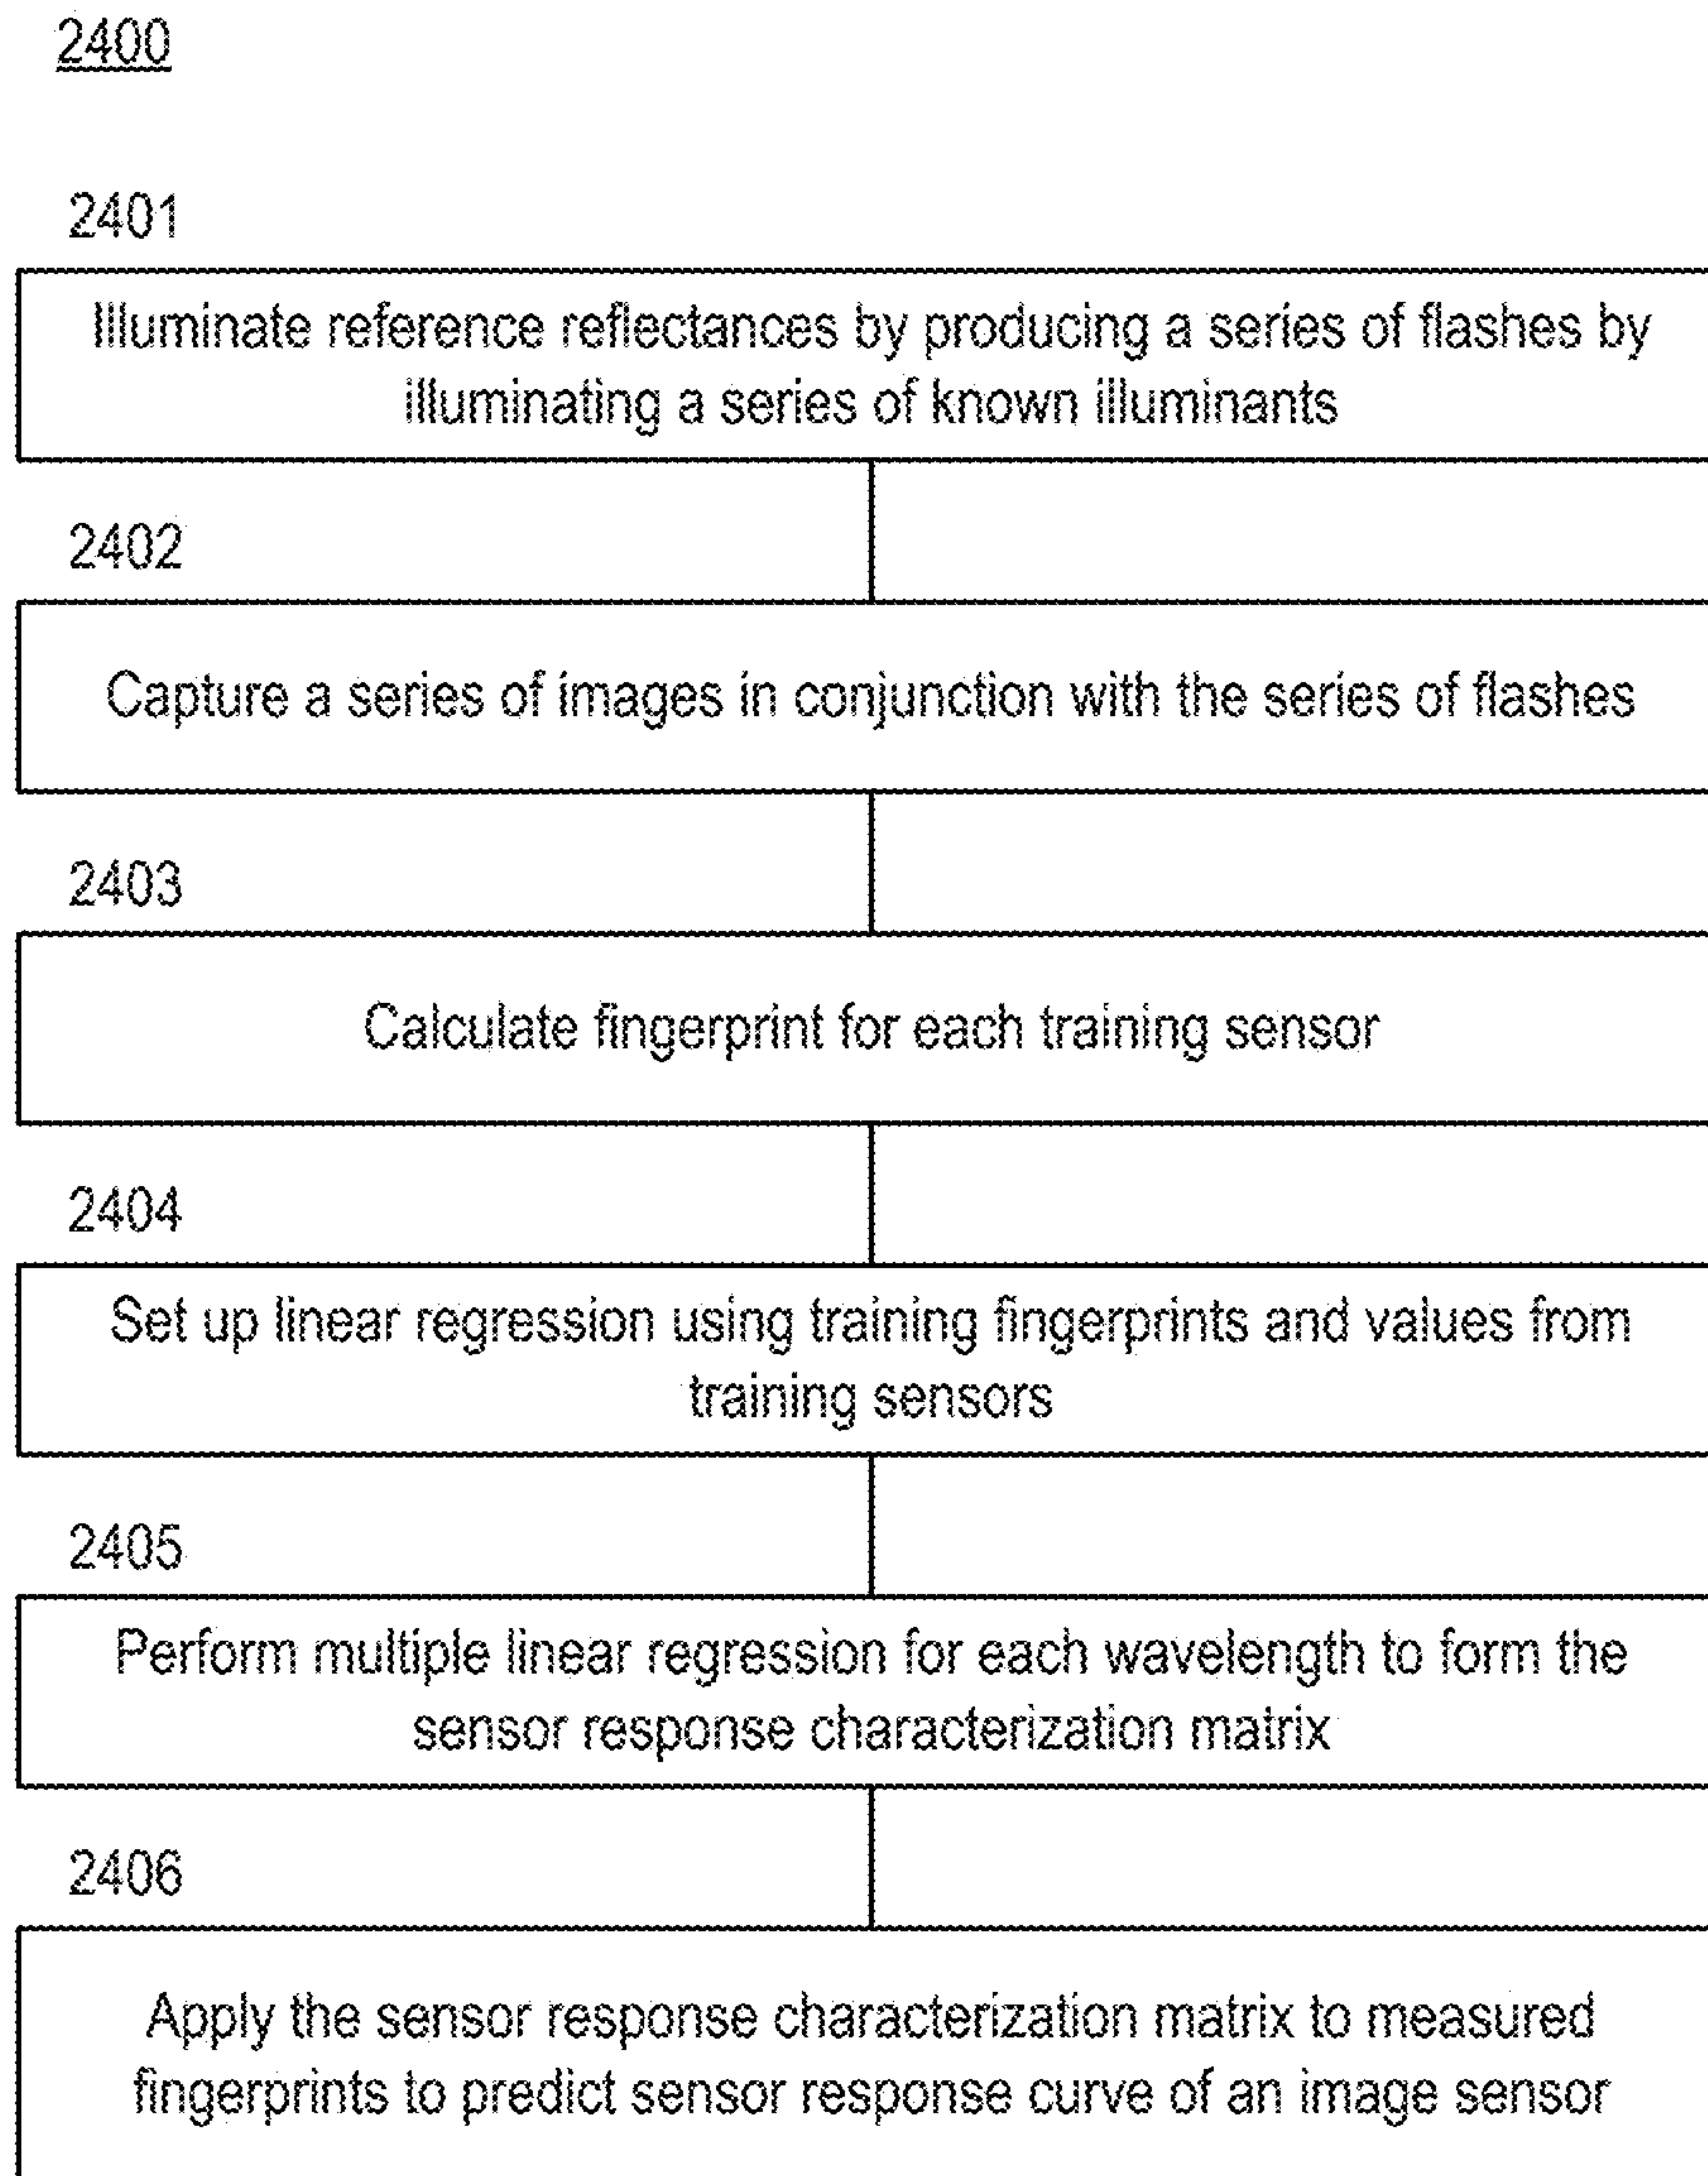 2400
2401
Illuminate reference reflectances by producing a series of flashes by
illuminating a series of known illuminants
2402
Capture a series of images in conjunction with the series of flashes
2403
Calculate fingerprint for each training sensor
2404
Set up linear regression using training fingerprints and values from
training sensors
2405
Perform multiple linear regression for each wavelength to form the
sensor response characterization matrix
2406
Apply the sensor response characterization matrix to measured
fingerprints to predict sensor response curve of an image sensor